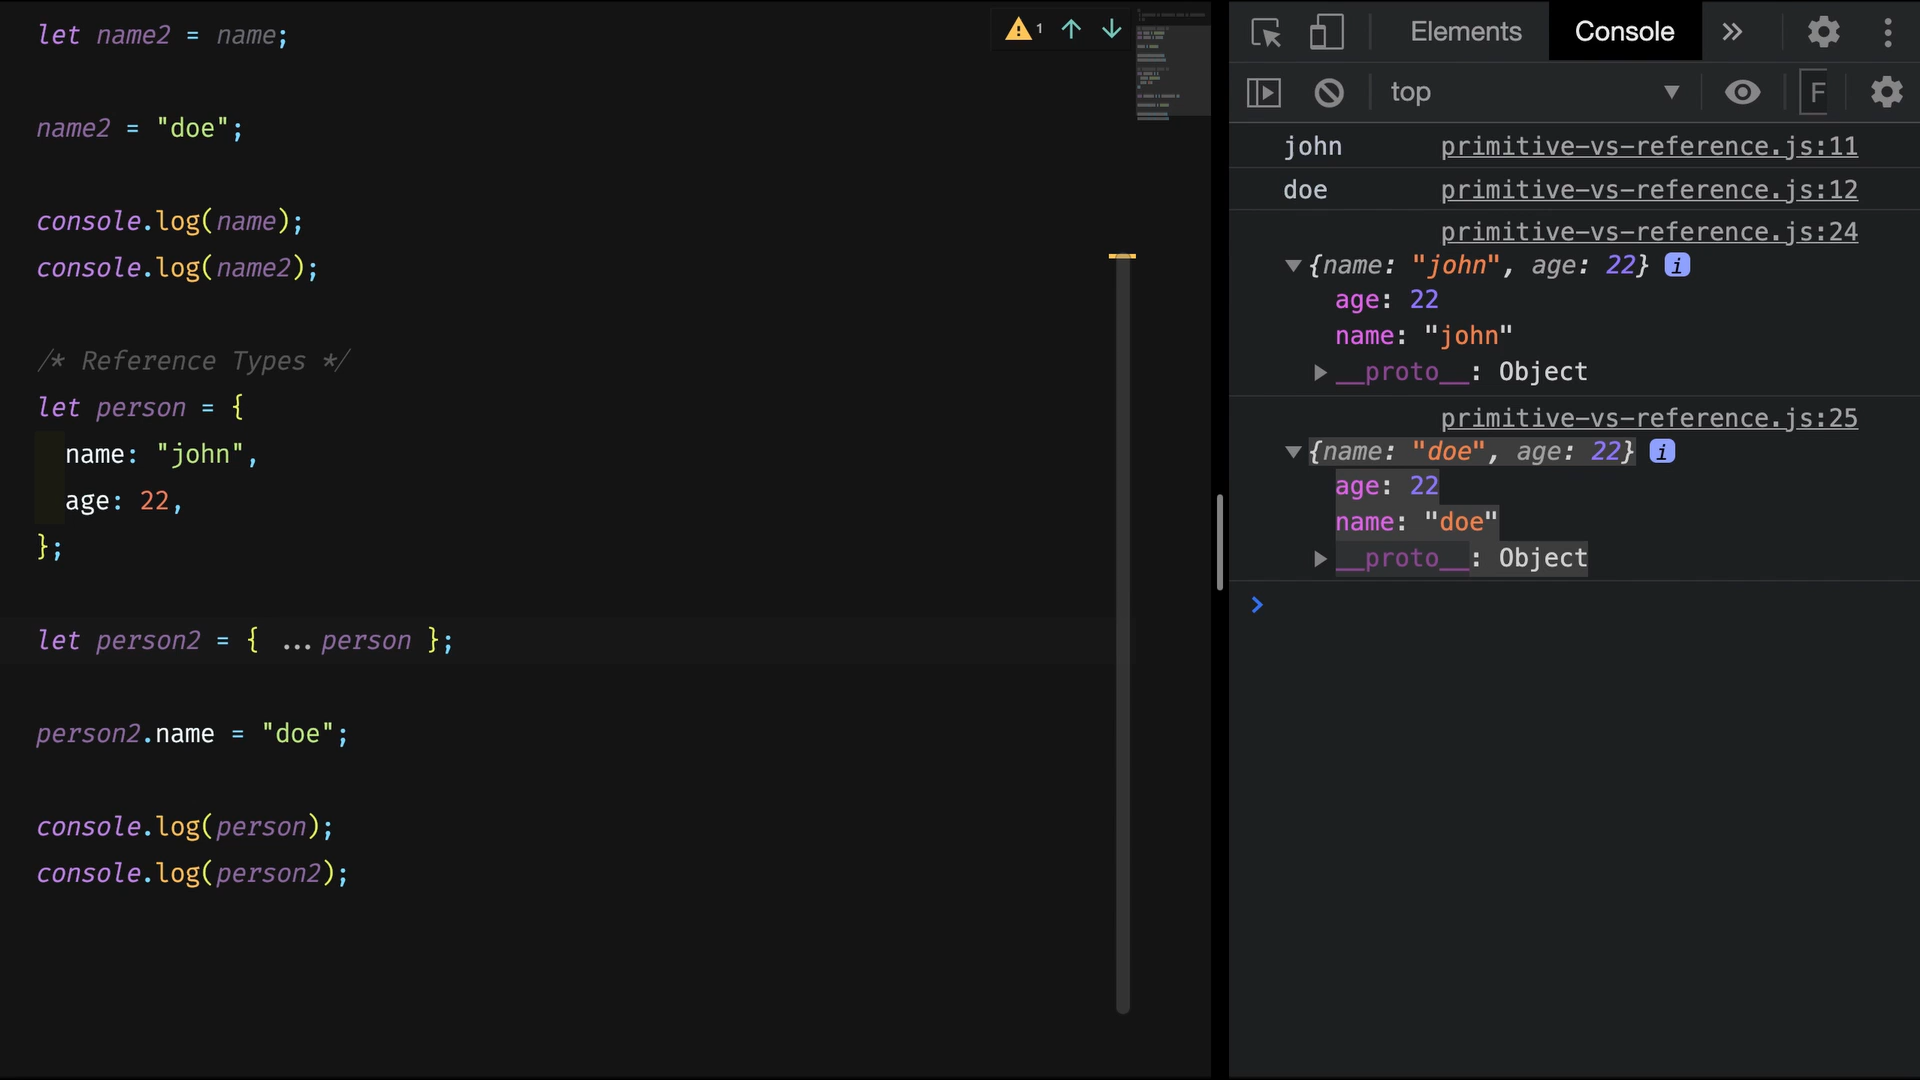 let name2 = name;
name2 = "doe";
console.log(name);
console.log(name2);
/* Reference Types */
let person = {
name: "john",
age: 22,
};
let person2 = { ...person };
person2.name = "doe";
console.log(person);
console.log(person2);
1
Elements
Console
top
F
john primitive-vs-reference.js:11
doe primitive-vs-reference.js:12
primitive-vs-reference.js:24
{name: "john", age: 22} i
age: 22
name: "john"
__proto__: Object
primitive-vs-reference.js:25
{name: "doe", age: 22} i
age: 22
name: "doe"
__proto__: Object